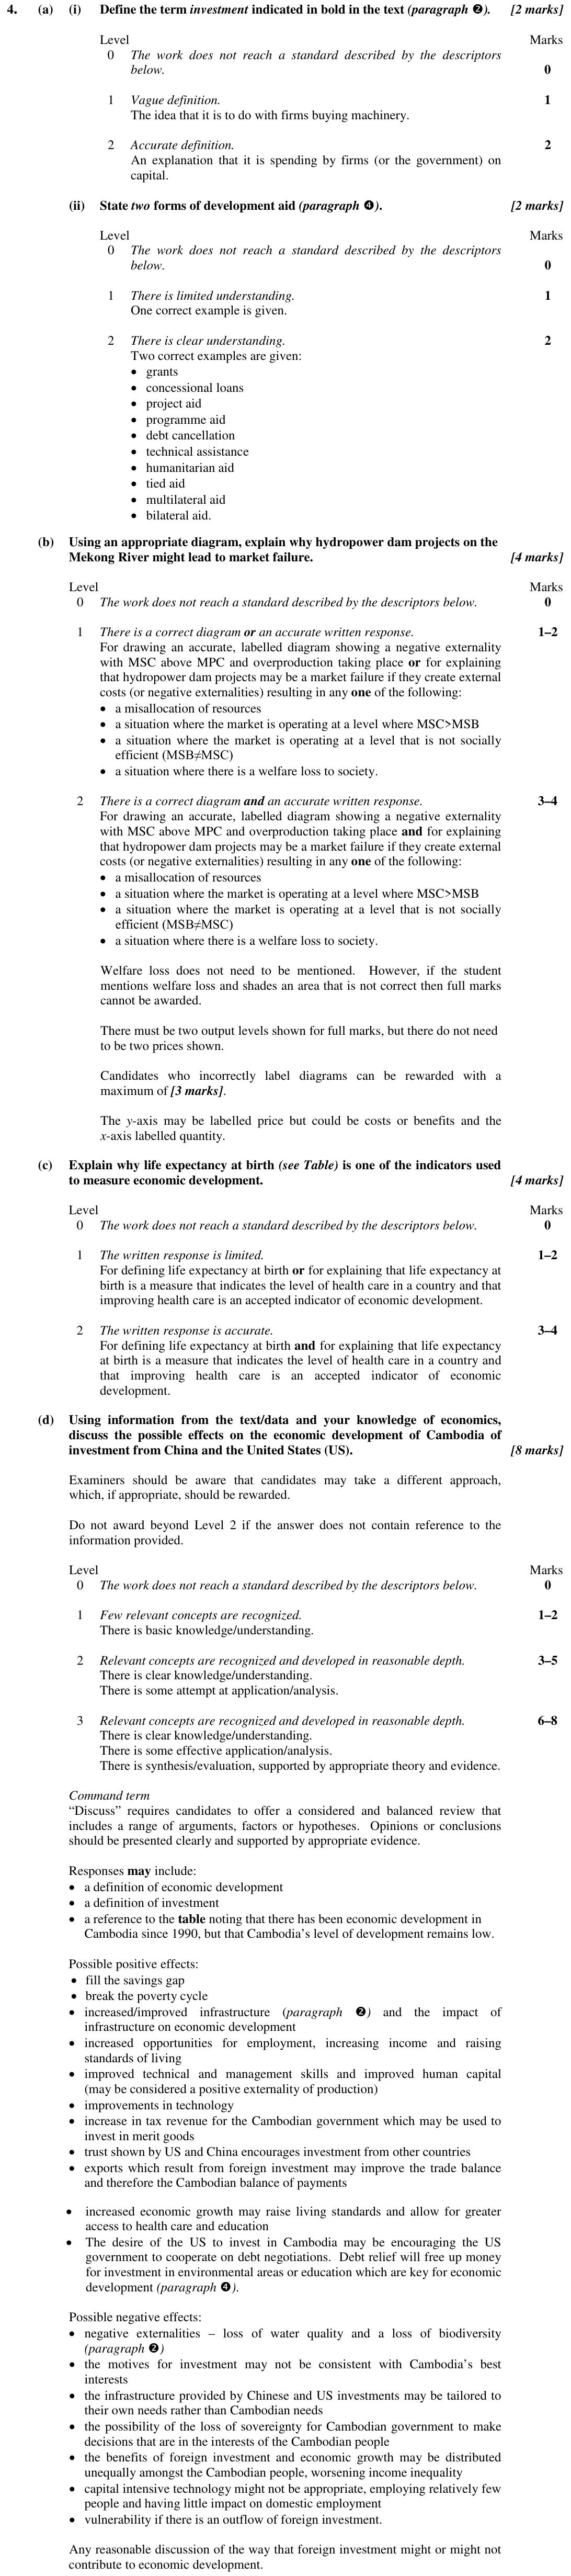 4. (a) (i) Define the term investment indicated in bold in the text (paragraph ❷). [2 marks]
Level Marks
0 The work does not reach a standard described by the descriptors
below. 0
1 Vague definition. 1
The idea that it is to do with firms buying machinery.
2 Accurate definition. 2
An explanation that it is spending by firms (or the government) on
capital.
(ii) State two forms of development aid (paragraph ❹). [2 marks]
Level Marks
0 The work does not reach a standard described by the descriptors
below. 0
1 There is limited understanding. 1
One correct example is given.
2 There is clear understanding. 2
Two correct examples are given:
• grants
• concessional loans
• project aid
• programme aid
• debt cancellation
• technical assistance
• humanitarian aid
• tied aid
• multilateral aid
• bilateral aid.
(b) Using an appropriate diagram, explain why hydropower dam projects on the
Mekong River might lead to market failure. [4 marks]
Level Marks
0 The work does not reach a standard described by the descriptors below. 0
1 There is a correct diagram or an accurate written response. 1–2
For drawing an accurate, labelled diagram showing a negative externality
with MSC above MPC and overproduction taking place or for explaining
that hydropower dam projects may be a market failure if they create external
costs (or negative externalities) resulting in any one of the following:
• a misallocation of resources
• a situation where the market is operating at a level where MSC>MSB
• a situation where the market is operating at a level that is not socially
efficient (MSB≠MSC)
• a situation where there is a welfare loss to society.
2 There is a correct diagram and an accurate written response. 3–4
For drawing an accurate, labelled diagram showing a negative externality
with MSC above MPC and overproduction taking place and for explaining
that hydropower dam projects may be a market failure if they create external
costs (or negative externalities) resulting in any one of the following:
• a misallocation of resources
• a situation where the market is operating at a level where MSC>MSB
• a situation where the market is operating at a level that is not socially
efficient (MSB≠MSC)
• a situation where there is a welfare loss to society.
Welfare loss does not need to be mentioned. However, if the student
mentions welfare loss and shades an area that is not correct then full marks
cannot be awarded.
There must be two output levels shown for full marks, but there do not need
to be two prices shown.
Candidates who incorrectly label diagrams can be rewarded with a
maximum of [3 marks].
The y-axis may be labelled price but could be costs or benefits and the
x-axis labelled quantity.
(c) Explain why life expectancy at birth (see Table) is one of the indicators used
to measure economic development. [4 marks]
Level Marks
0 The work does not reach a standard described by the descriptors below. 0
1 The written response is limited. 1–2
For defining life expectancy at birth or for explaining that life expectancy at
birth is a measure that indicates the level of health care in a country and that
improving health care is an accepted indicator of economic development.
2 The written response is accurate. 3–4
For defining life expectancy at birth and for explaining that life expectancy
at birth is a measure that indicates the level of health care in a country and
that improving health care is an accepted indicator of economic
development.
(d) Using information from the text/data and your knowledge of economics,
discuss the possible effects on the economic development of Cambodia of
investment from China and the United States (US). [8 marks]
Examiners should be aware that candidates may take a different approach,
which, if appropriate, should be rewarded.
Do not award beyond Level 2 if the answer does not contain reference to the
information provided.
Level Marks
0 The work does not reach a standard described by the descriptors below. 0
1 Few relevant concepts are recognized. 1–2
There is basic knowledge/understanding.
2 Relevant concepts are recognized and developed in reasonable depth. 3–5
There is clear knowledge/understanding.
There is some attempt at application/analysis.
3 Relevant concepts are recognized and developed in reasonable depth. 6–8
There is clear knowledge/understanding.
There is some effective application/analysis.
There is synthesis/evaluation, supported by appropriate theory and evidence.
Command term
“Discuss” requires candidates to offer a considered and balanced review that
includes a range of arguments, factors or hypotheses. Opinions or conclusions
should be presented clearly and supported by appropriate evidence.
Responses may include:
• a definition of economic development
• a definition of investment
• a reference to the table noting that there has been economic development in
Cambodia since 1990, but that Cambodia’s level of development remains low.
Possible positive effects:
• fill the savings gap
• break the poverty cycle
• increased/improved infrastructure (paragraph ❷) and the impact of
infrastructure on economic development
• increased opportunities for employment, increasing income and raising
standards of living
• improved technical and management skills and improved human capital
(may be considered a positive externality of production)
• improvements in technology
• increase in tax revenue for the Cambodian government which may be used to
invest in merit goods
• trust shown by US and China encourages investment from other countries
• exports which result from foreign investment may improve the trade balance
and therefore the Cambodian balance of payments
• increased economic growth may raise living standards and allow for greater
access to health care and education
• The desire of the US to invest in Cambodia may be encouraging the US
government to cooperate on debt negotiations. Debt relief will free up money
for investment in environmental areas or education which are key for economic
development (paragraph ❹).
Possible negative effects:
• negative externalities – loss of water quality and a loss of biodiversity
(paragraph ❷)
• the motives for investment may not be consistent with Cambodia’s best
interests
• the infrastructure provided by Chinese and US investments may be tailored to
their own needs rather than Cambodian needs
• the possibility of the loss of sovereignty for Cambodian government to make
decisions that are in the interests of the Cambodian people
• the benefits of foreign investment and economic growth may be distributed
unequally amongst the Cambodian people, worsening income inequality
• capital intensive technology might not be appropriate, employing relatively few
people and having little impact on domestic employment
• vulnerability if there is an outflow of foreign investment.
Any reasonable discussion of the way that foreign investment might or might not
contribute to economic development.